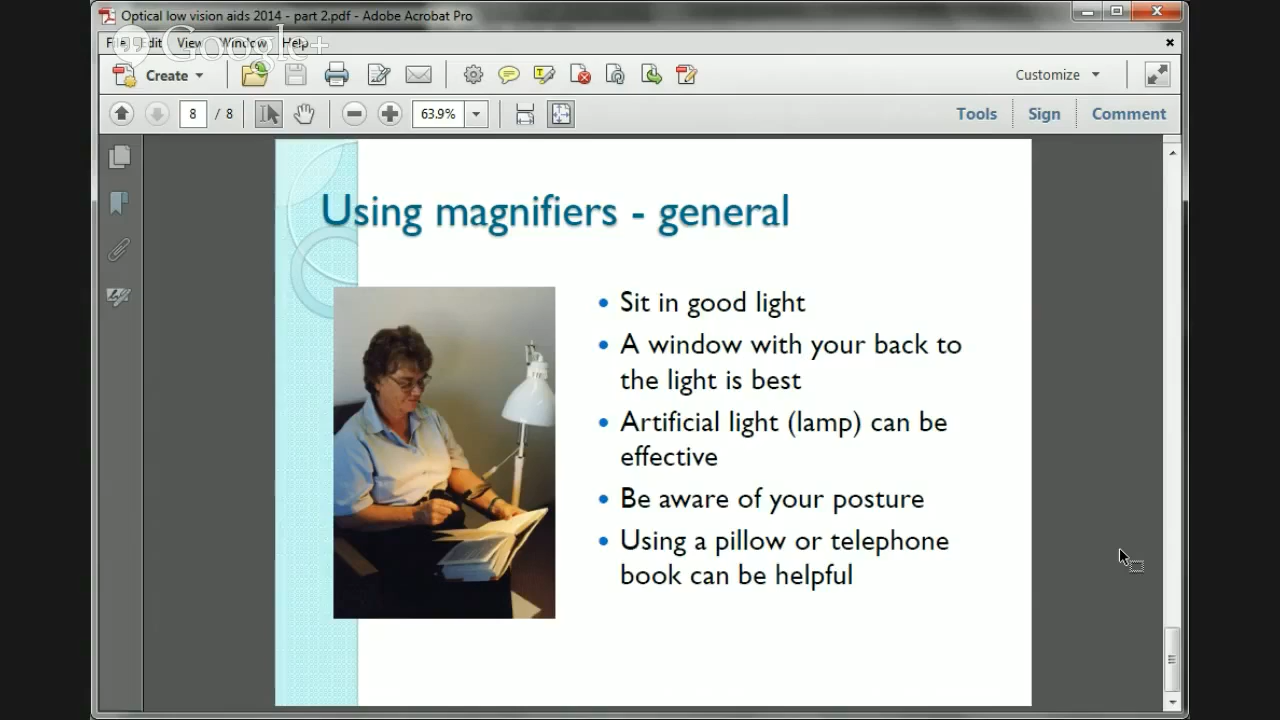 Optical low vision aids 2014 - part 2.pdf - Adobe Acrobat Pro
File Edit View Window Help
Google+
Create
Customize
8 / 8
63.9%
Tools Sign Comment
Using magnifiers - general
• Sit in good light
• A window with your back to
the light is best
• Artificial light (lamp) can be
effective
• Be aware of your posture
• Using a pillow or telephone
book can be helpful